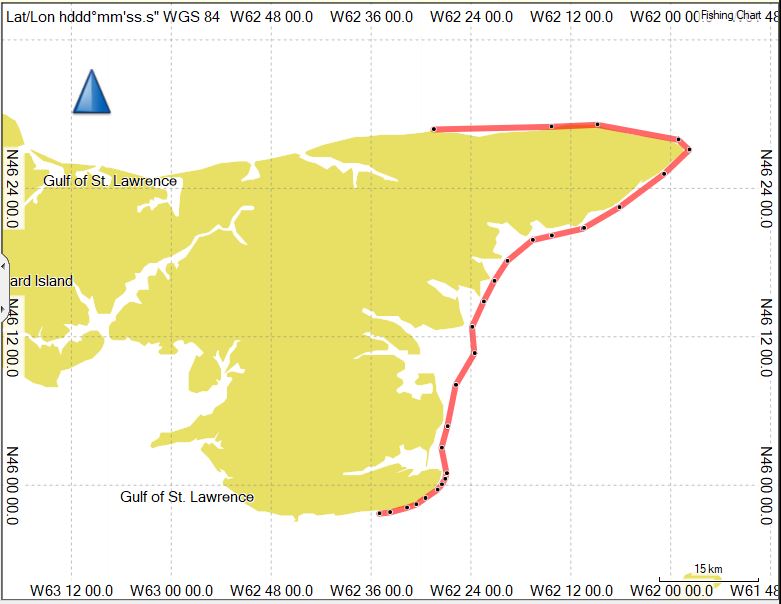 Lat/Lon hddd°mm'ss.s" WGS 84 W62 48 00.0 W62 36 00.0 W62 24 00.0 W62 12 00.0 W62 00 00 Fishing Chart 48
N46 24 00.0
N46 24 00.0
Gulf of St. Lawrence
ard Island
N46 12 00.0
N46 12 00.0
N46 00 00.0
N46 00 00.0
Gulf of St. Lawrence
15 km
W63 12 00.0 W63 00 00.0 W62 48 00.0 W62 36 00.0 W62 24 00.0 W62 12 00.0 W62 00 00.0 W61 48